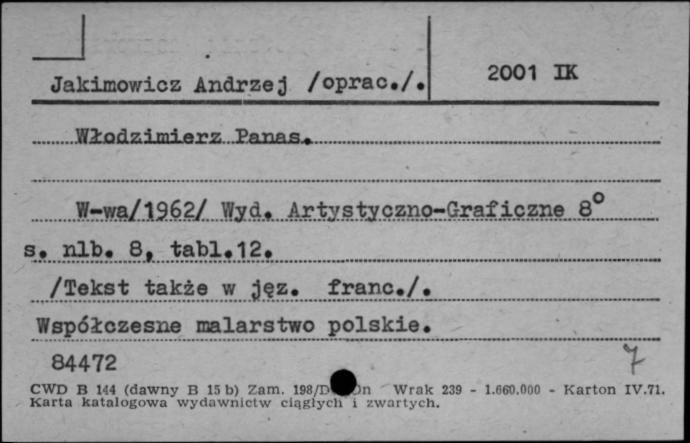 Jakimowicz Andrzej /oprac./.
2001 IK
Włodzimierz Panas.
W-wa/1962/ Wyd. Artystyczno-Graficzne 8°
s. nlb. 8, tabl.12.
/Tekst także w jęz. franc./.
Współczesne malarstwo polskie.
84472
7
CWD B 144 (dawny B 15 b) Zam. Wrak 239 - 1.660.000 - Karton IV.71.
Karta katalogowa wydawnictw ciągłych i zwartych.